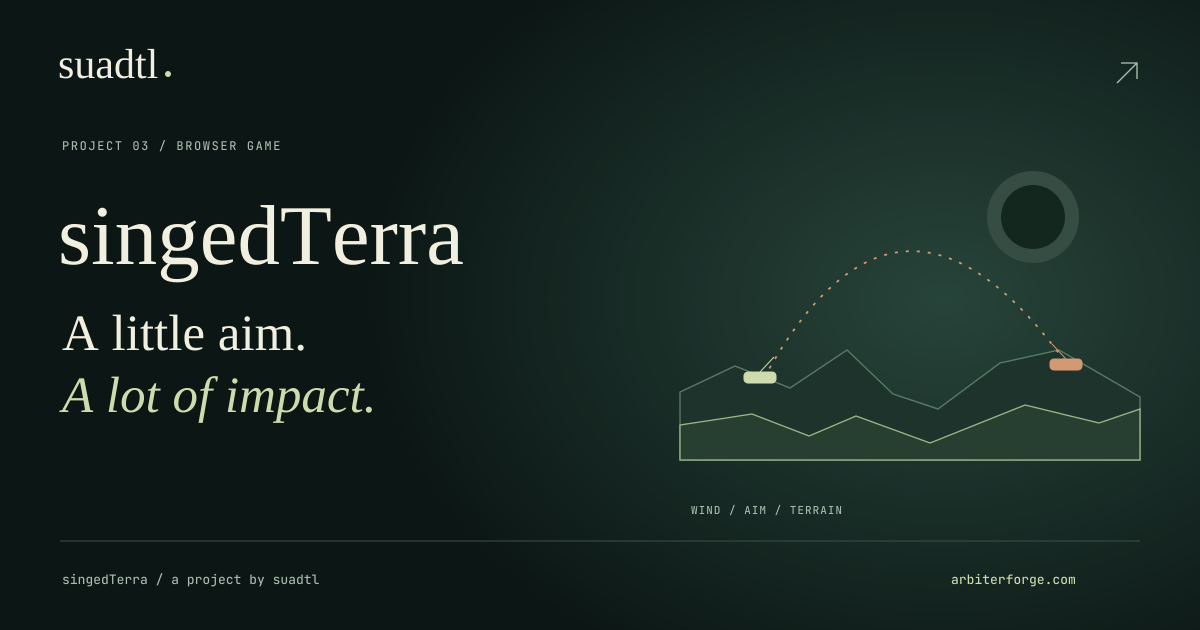 suadtl.
PROJECT 03 / BROWSER GAME
singedTerra
A little aim.
A lot of impact.
WIND / AIM / TERRAIN
singedTerra / a project by suadtl
arbiterforge.com